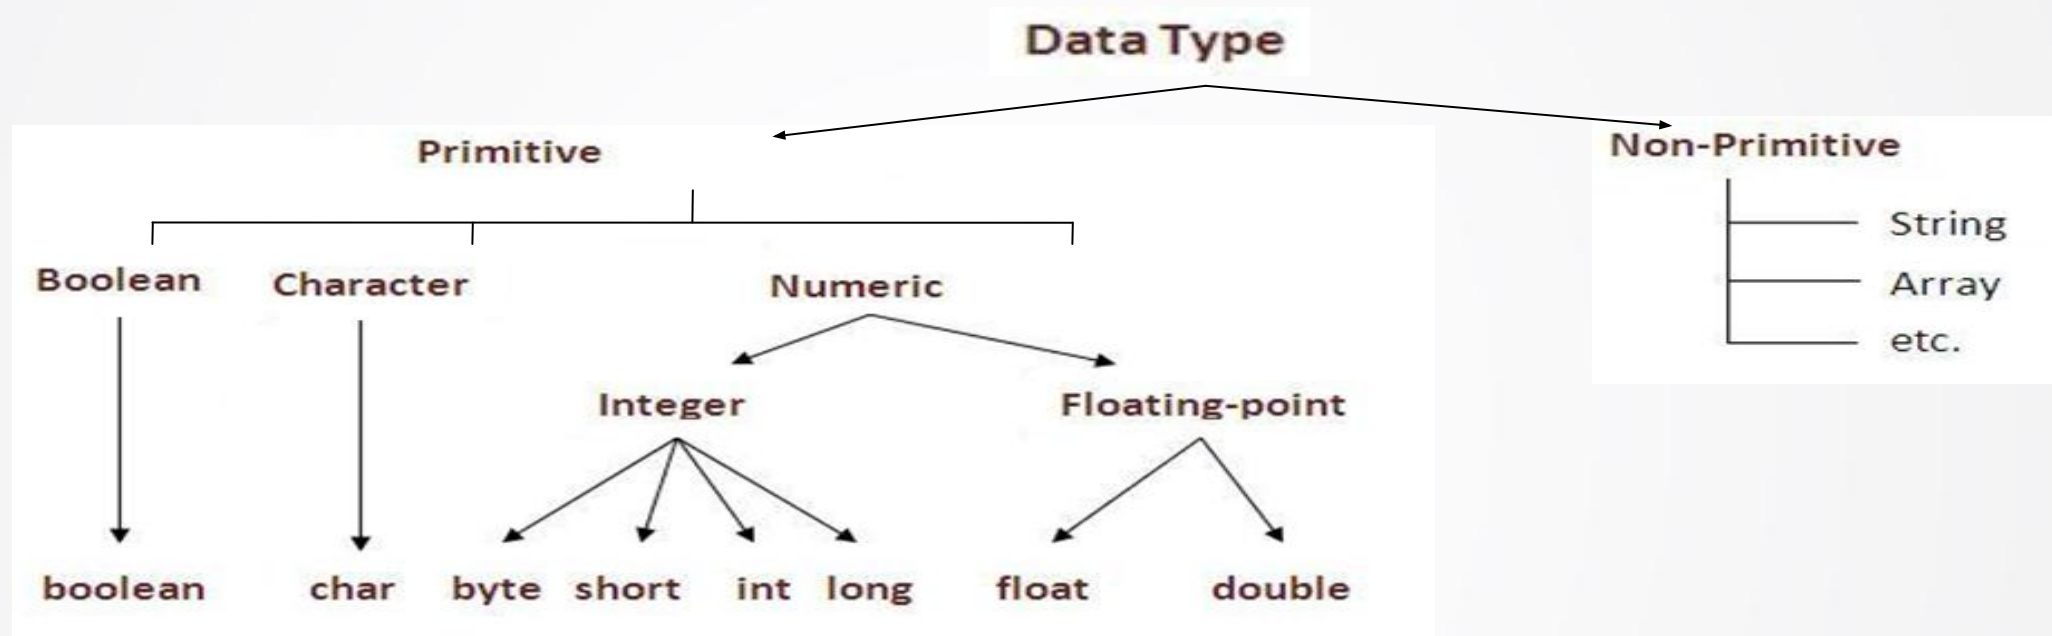 Data Type
Primitive
Non-Primitive
String
Array
etc.
Boolean
Character
Numeric
Integer
Floating-point
boolean
char
byte
short
int
long
float
double